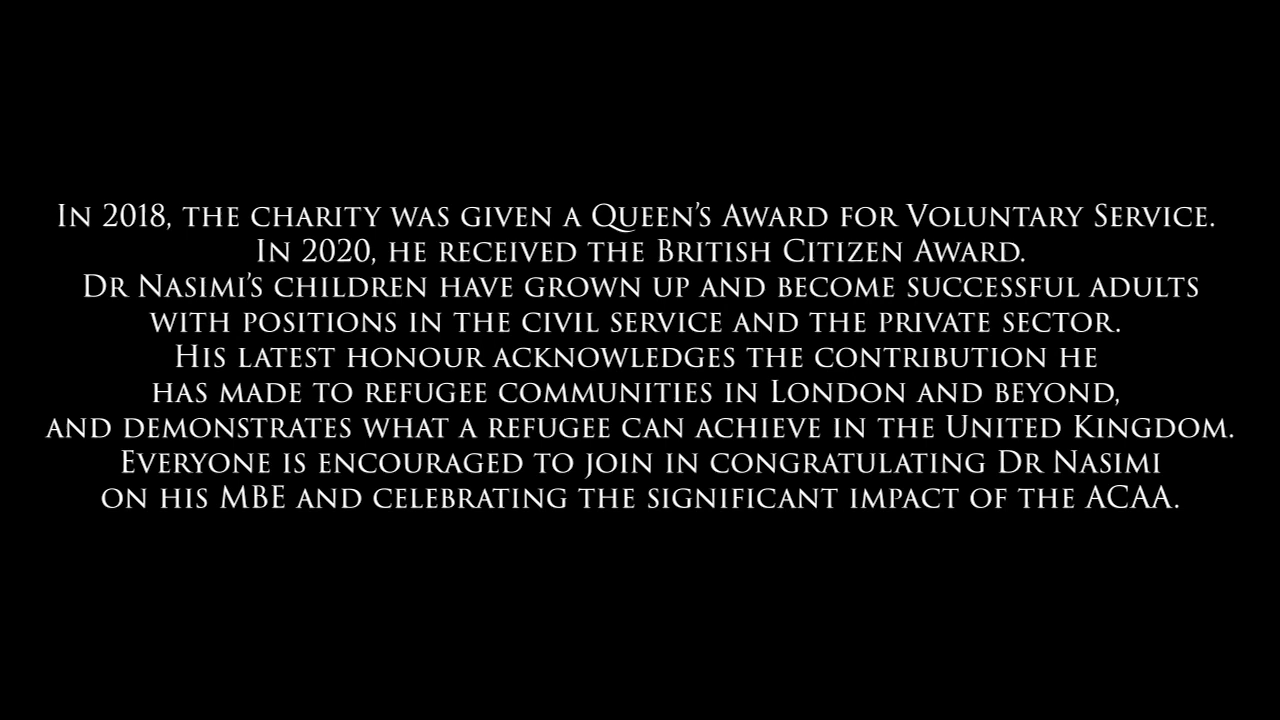 In 2018, the charity was given a Queen's Award for Voluntary Service.
In 2020, he received the British Citizen Award.
Dr Nasimi's children have grown up and become successful adults
with positions in the civil service and the private sector.
His latest honour acknowledges the contribution he
has made to refugee communities in London and beyond,
and demonstrates what a refugee can achieve in the United Kingdom.
Everyone is encouraged to join in congratulating Dr Nasimi
on his MBE and celebrating the significant impact of the ACAA.